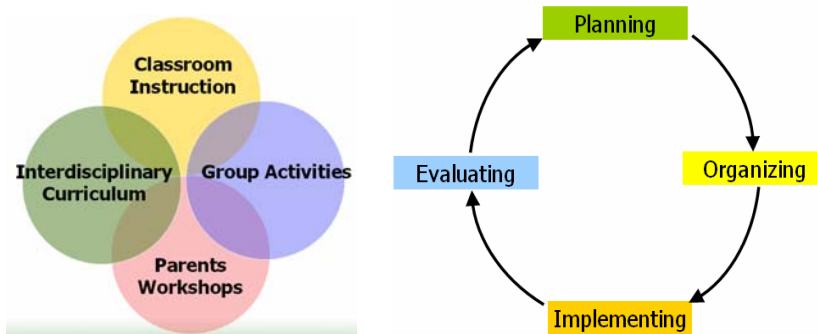 Classroom
Instruction
Interdisciplinary
Curriculum
Group Activities
Parents
Workshops
Planning
Organizing
Implementing
Evaluating